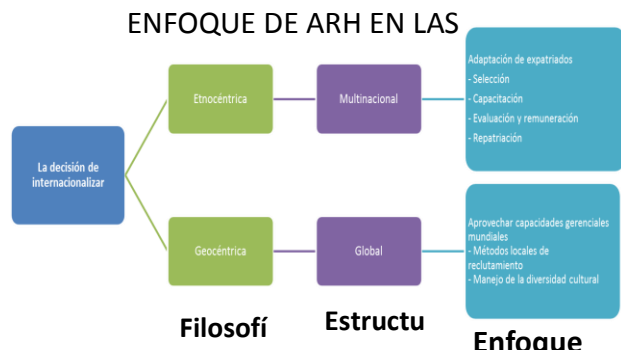 ENFOQUE DE ARH EN LAS
La decisión de
internacionalizar
Etnocéntrica
Multinacional
Adaptación de expatriados
- Selección
- Capacitación
- Evaluación y remuneración
- Repatriación
Geocéntrica
Global
Aprovechar capacidades gerenciales
mundiales
- Métodos locales de
reclutamiento
- Manejo de la diversidad cultural
Filosofí
Estructu
Enfoque